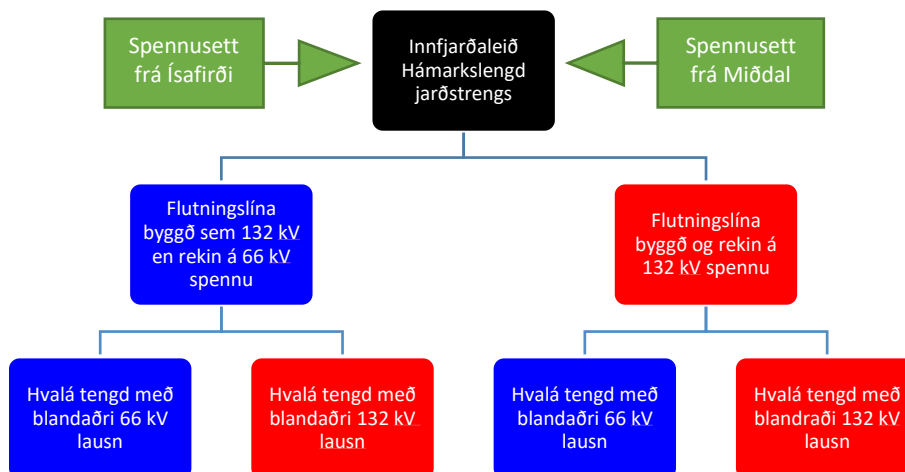 Spennusett
frá Ísafirði
Innfjarðaleið
Hámarkslengd
jarðstrengs
Spennusett
frá Miðdal
Flutningslína
byggð sem 132 kV
en rekin á 66 kV
spennu
Flutningslína
byggð og rekin á
132 kV spennu
Hvalá tengd með
blandaðri 66 kV
lausn
Hvalá tengd með
blandaðri 132 kV
lausn
Hvalá tengd með
blandaðri 66 kV
lausn
Hvalá tengd með
blandraði 132 kV
lausn